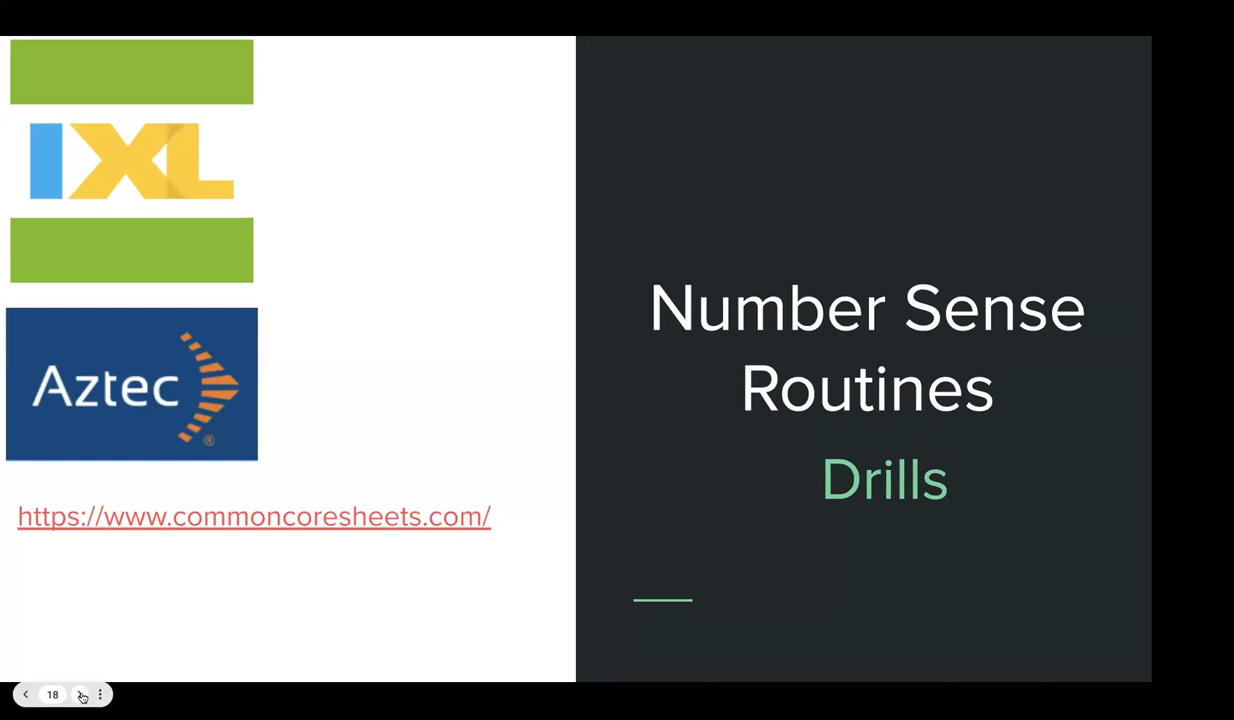 IXL
Aztec
®
https://www.commoncoresheets.com/
Number Sense
Routines
Drills
18